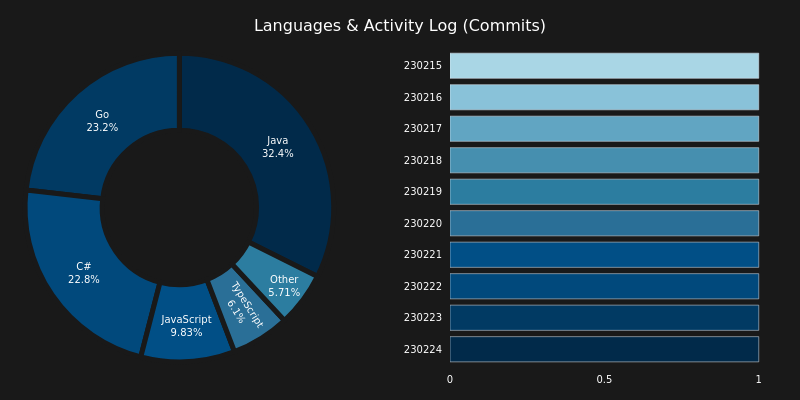 Languages & Activity Log (Commits)
Java
32.4%
Go
23.2%
C#
22.8%
JavaScript
9.83%
TypeScript
6.1%
Other
5.71%
230215
230216
230217
230218
230219
230220
230221
230222
230223
230224
0
0.5
1